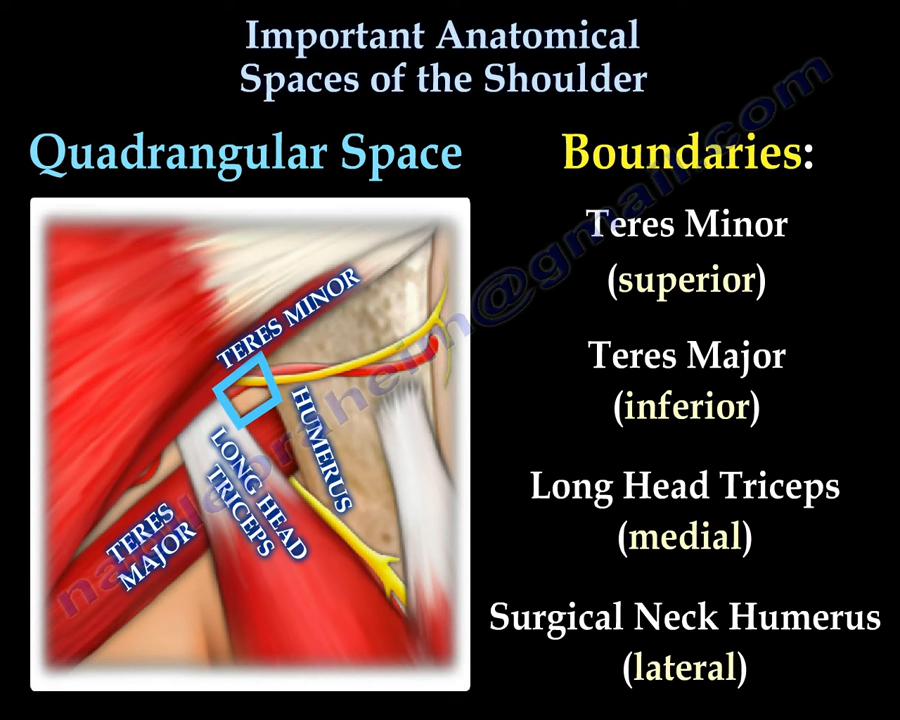 Important Anatomical
Spaces of the Shoulder
Quadrangular Space
Boundaries:
Teres Minor
(superior)
Teres Major
(inferior)
Long Head Triceps
(medial)
Surgical Neck Humerus
(lateral)
TERES MINOR
HUMERUS
LONG HEAD
TRICEPS
TERES
MAJOR